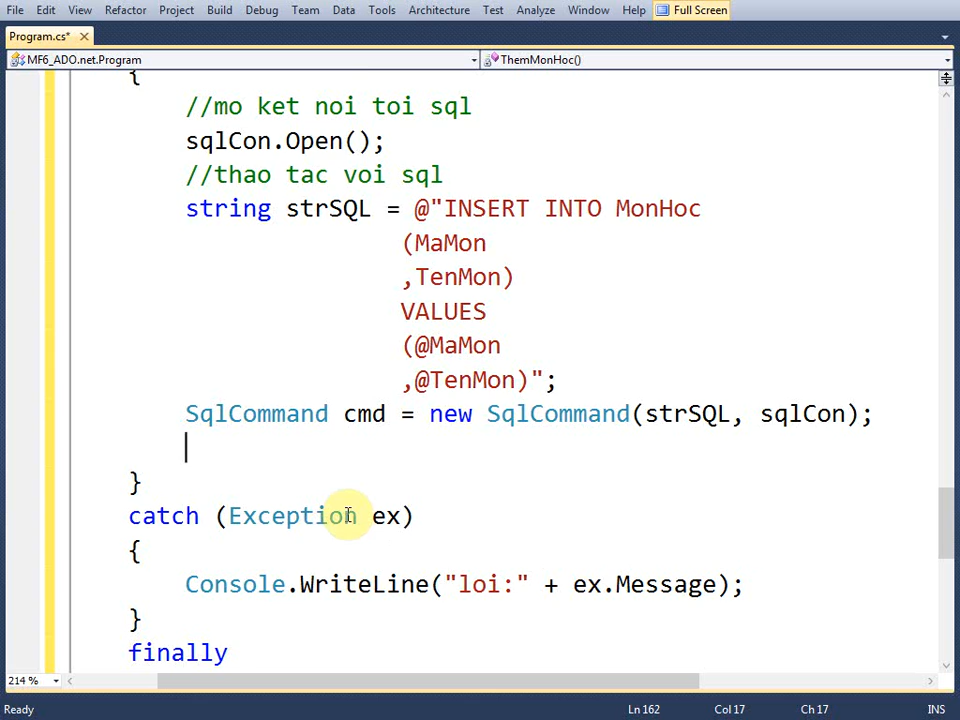 File Edit View Refactor Project Build Debug Team Data Tools Architecture Test Analyze Window Help Full Screen
Program.cs* ×
MF6_ADO.net.Program ThemMonHoc()
{
//mo ket noi toi sql
sqlCon.Open();
//thao tac voi sql
string strSQL = @"INSERT INTO MonHoc
(MaMon
,TenMon)
VALUES
(@MaMon
,@TenMon)";
SqlCommand cmd = new SqlCommand(strSQL, sqlCon);
}
catch (Exception ex)
{
Console.WriteLine("loi:" + ex.Message);
}
finally
214 %
Ready Ln 162 Col 17 Ch 17 INS